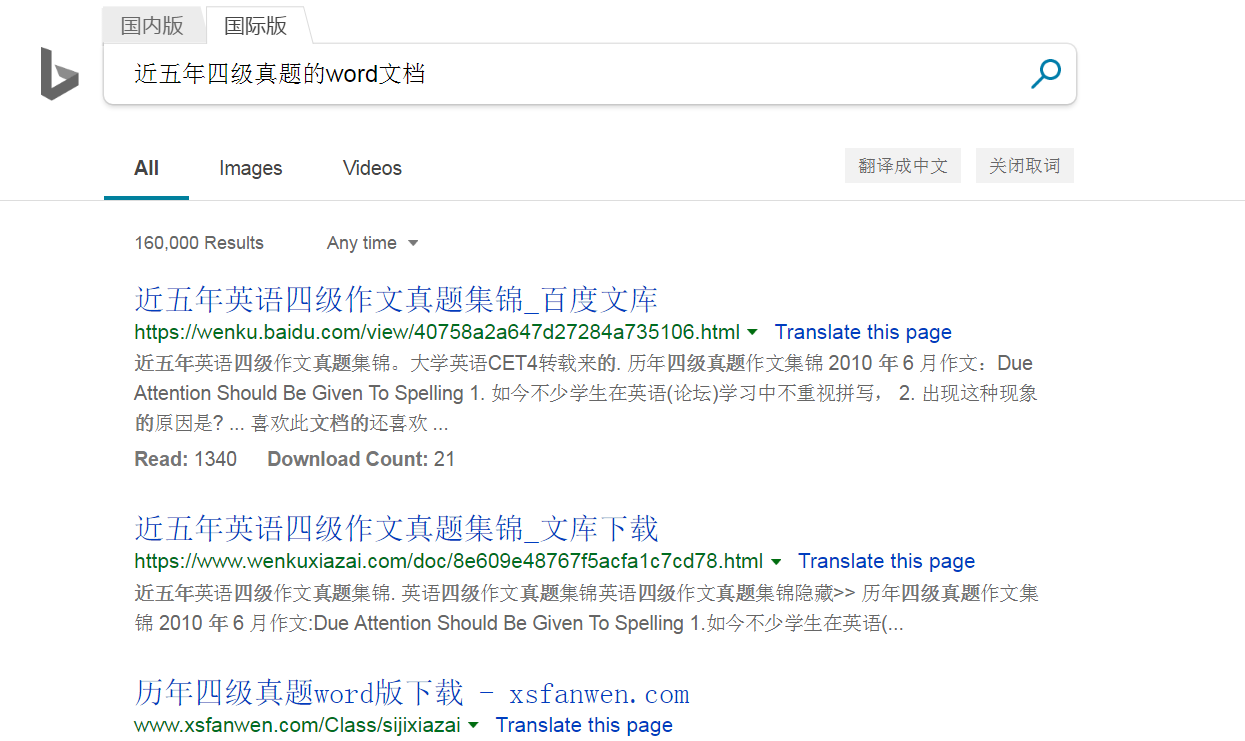 国内版 国际版
近五年四级真题的word文档
All Images Videos 翻译成中文 关闭取词
160,000 Results Any time
近五年英语四级作文真题集锦_百度文库
https://wenku.baidu.com/view/40758a2a647d27284a735106.html Translate this page
近五年英语四级作文真题集锦。大学英语CET4转载来的. 历年四级真题作文集锦 2010 年 6 月作文：Due
Attention Should Be Given To Spelling 1. 如今不少学生在英语(论坛)学习中不重视拼写， 2. 出现这种现象
的原因是? ... 喜欢此文档的还喜欢 ...
Read: 1340 Download Count: 21
近五年英语四级作文真题集锦_文库下载
https://www.wenkuxiazai.com/doc/8e609e48767f5acfa1c7cd78.html Translate this page
近五年英语四级作文真题集锦. 英语四级作文真题集锦英语四级作文真题集锦隐藏>> 历年四级真题作文集
锦 2010 年 6 月作文:Due Attention Should Be Given To Spelling 1.如今不少学生在英语(...
历年四级真题word版下载 - xsfanwen.com
www.xsfanwen.com/Class/sijixiazai Translate this page